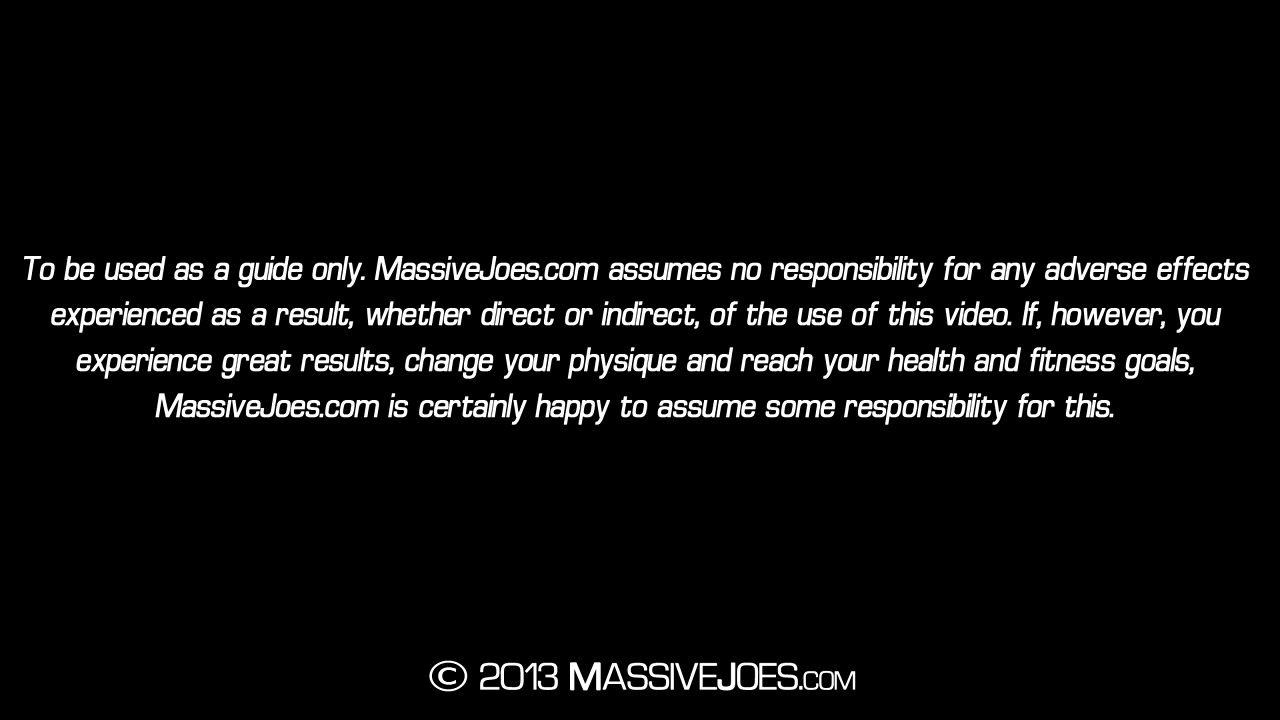 To be used as a guide only. MassiveJoes.com assumes no responsibility for any adverse effects
experienced as a result, whether direct or indirect, of the use of this video. If, however, you
experience great results, change your physique and reach your health and fitness goals,
MassiveJoes.com is certainly happy to assume some responsibility for this.
© 2013 MASSIVEJOES.COM